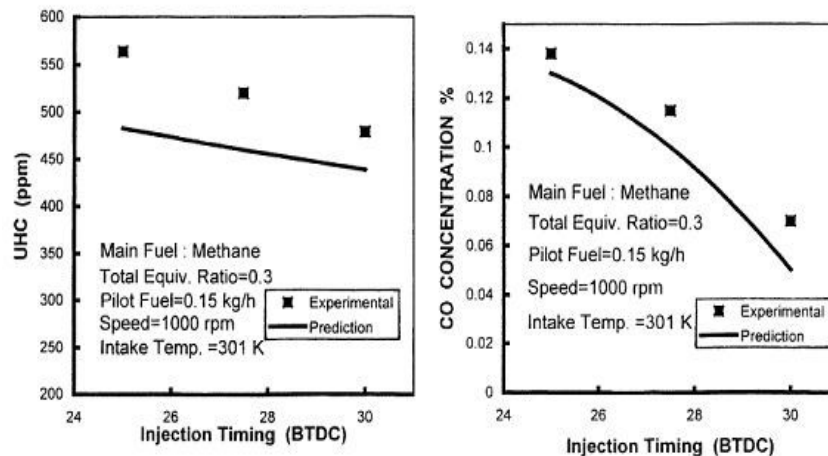 600
550
500
450
400
350
300
250
200
UHC (ppm)
Main Fuel : Methane
Total Equiv. Ratio=0.3
Pilot Fuel=0.15 kg/h
Speed=1000 rpm
Intake Temp. =301 K
Experimental
Prediction
24 26 28 30
Injection Timing (BTDC)
0.14
0.12
0.1
0.08
0.06
0.04
0.02
0
CO CONCENTRATION %
Main Fuel : Methane
Total Equiv. Ratio=0.3
Pilot Fuel=0.15 kg/h
Speed=1000 rpm
Intake Temp. =301 K
Experimental
Prediction
24 26 28 30
Injection Timing (BTDC)